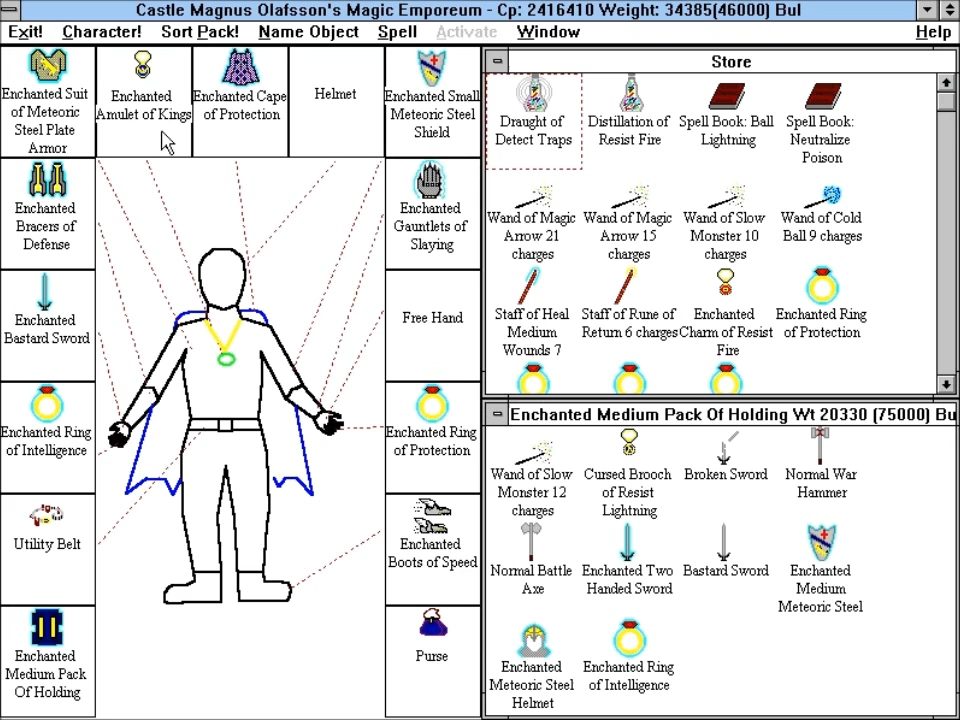 Castle Magnus Olafsson's Magic Emporeum - Cp: 2416410 Weight: 34385(46000) Bul
Exit! Character! Sort Pack! Name Object Spell Activate Window Help
Enchanted Suit
of Meteoric
Steel Plate
Armor
Enchanted
Amulet of Kings
Enchanted Cape
of Protection
Helmet
Enchanted Small
Meteoric Steel
Shield
Enchanted
Bracers of
Defense
Enchanted
Gauntlets of
Slaying
Enchanted
Bastard Sword
Free Hand
Enchanted Ring
of Intelligence
Enchanted Ring
of Protection
Utility Belt
Enchanted
Boots of Speed
Enchanted
Medium Pack
Of Holding
Purse
Store
Draught of
Detect Traps
Distillation of
Resist Fire
Spell Book: Ball
Lightning
Spell Book:
Neutralize
Poison
Wand of Magic
Arrow 21
charges
Wand of Magic
Arrow 15
charges
Wand of Slow
Monster 10
charges
Wand of Cold
Ball 9 charges
Staff of Heal
Medium
Wounds 7
Staff of Rune of
Return 6 charges
Enchanted
Charm of Resist
Fire
Enchanted Ring
of Protection
Enchanted Medium Pack Of Holding Wt 20330 (75000) Bu
Wand of Slow
Monster 12
charges
Cursed Brooch
of Resist
Lightning
Broken Sword
Normal War
Hammer
Normal Battle
Axe
Enchanted Two
Handed Sword
Bastard Sword
Enchanted
Medium
Meteoric Steel
Enchanted
Meteoric Steel
Helmet
Enchanted Ring
of Intelligence